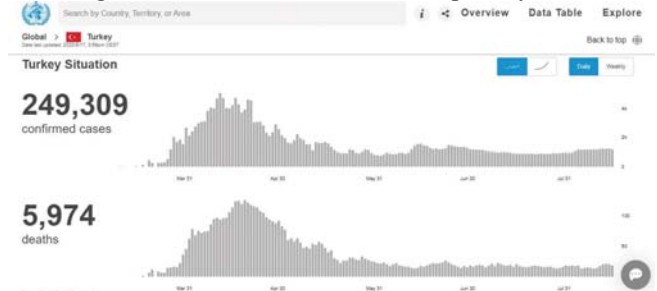 Search by Country, Territory, or Area
i Overview Data Table Explore
Global > Turkey
Back to top
Turkey Situation
Daily Weekly
249,309
confirmed cases
Mar 31 Apr 30 May 31 Jun 30 Jul 31
5,974
deaths
100
50
Mar 31 Apr 30 May 31 Jun 30 Jul 31